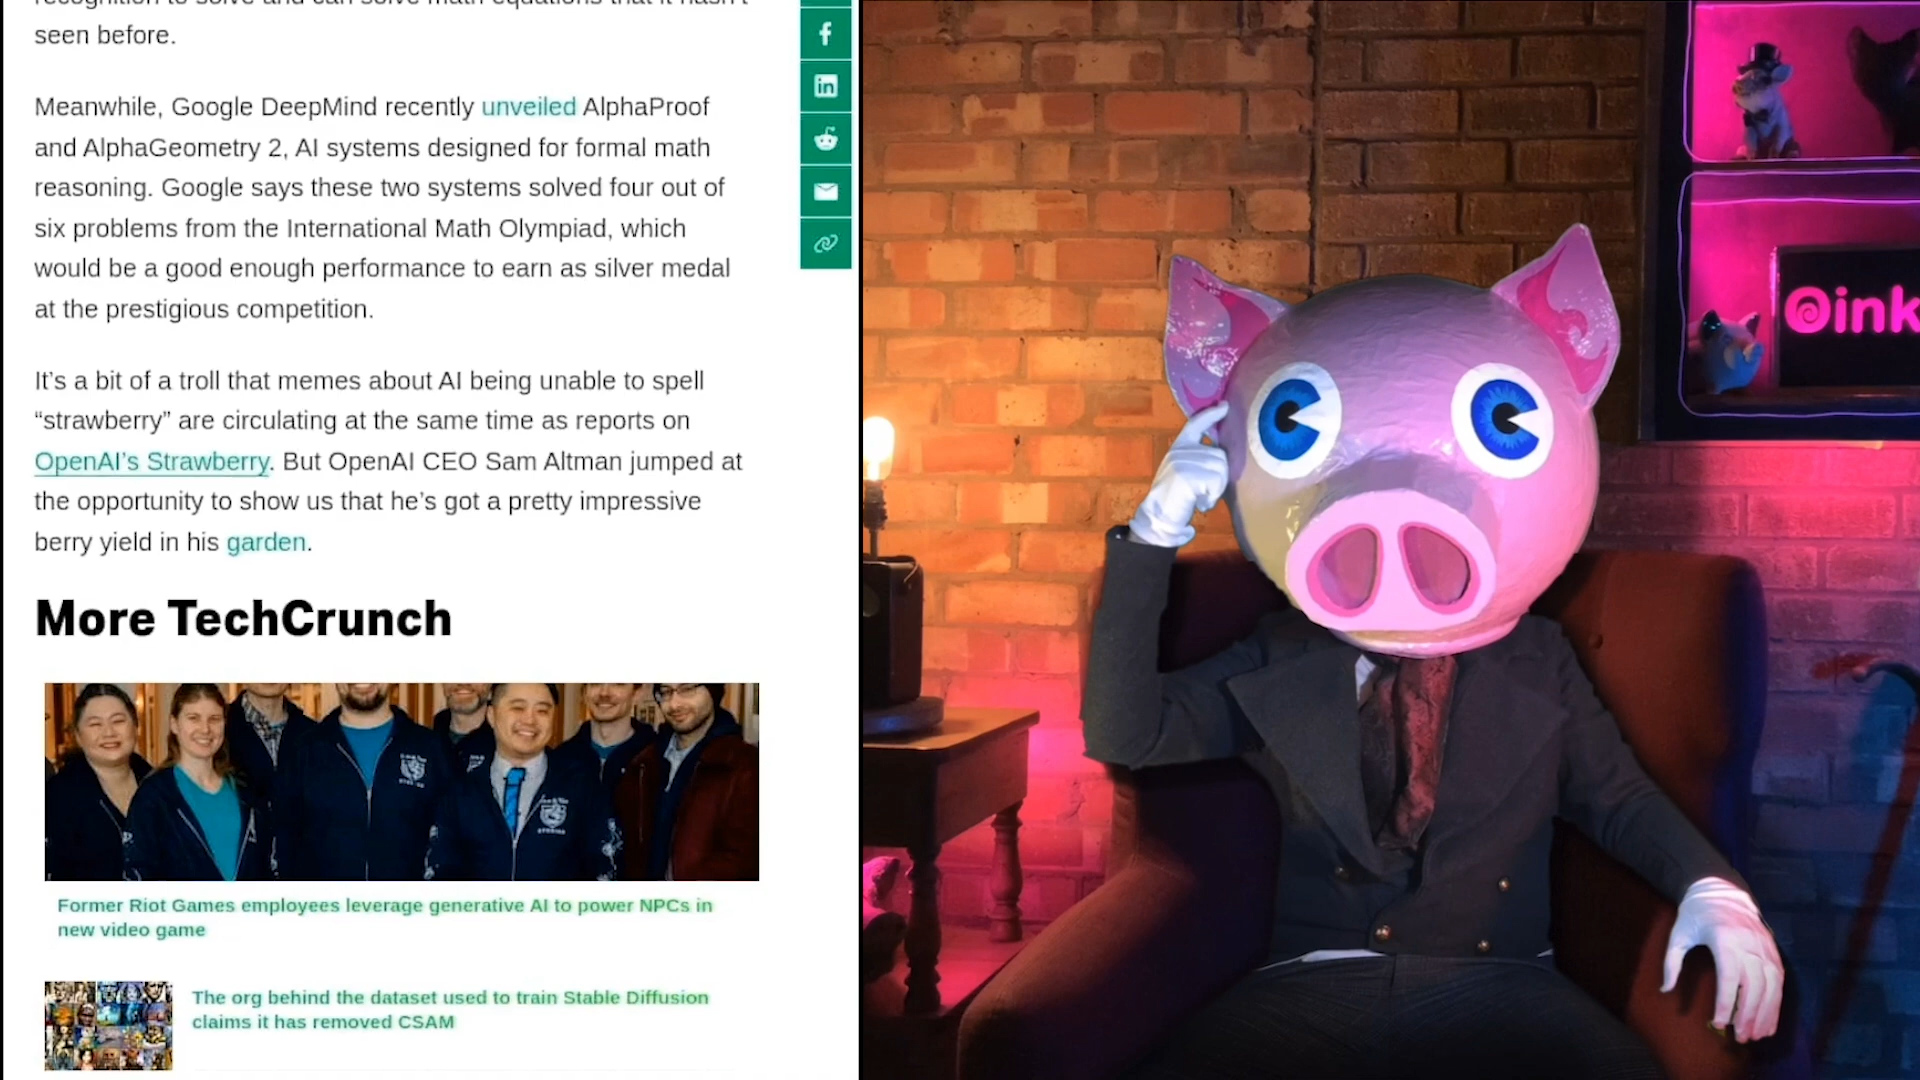 seen before.
Meanwhile, Google DeepMind recently unveiled AlphaProof
and AlphaGeometry 2, AI systems designed for formal math
reasoning. Google says these two systems solved four out of
six problems from the International Math Olympiad, which
would be a good enough performance to earn as silver medal
at the prestigious competition.
It’s a bit of a troll that memes about AI being unable to spell
“strawberry” are circulating at the same time as reports on
OpenAI’s Strawberry. But OpenAI CEO Sam Altman jumped at
the opportunity to show us that he’s got a pretty impressive
berry yield in his garden.
More TechCrunch
Former Riot Games employees leverage generative AI to power NPCs in
new video game
The org behind the dataset used to train Stable Diffusion
claims it has removed CSAM
Oink